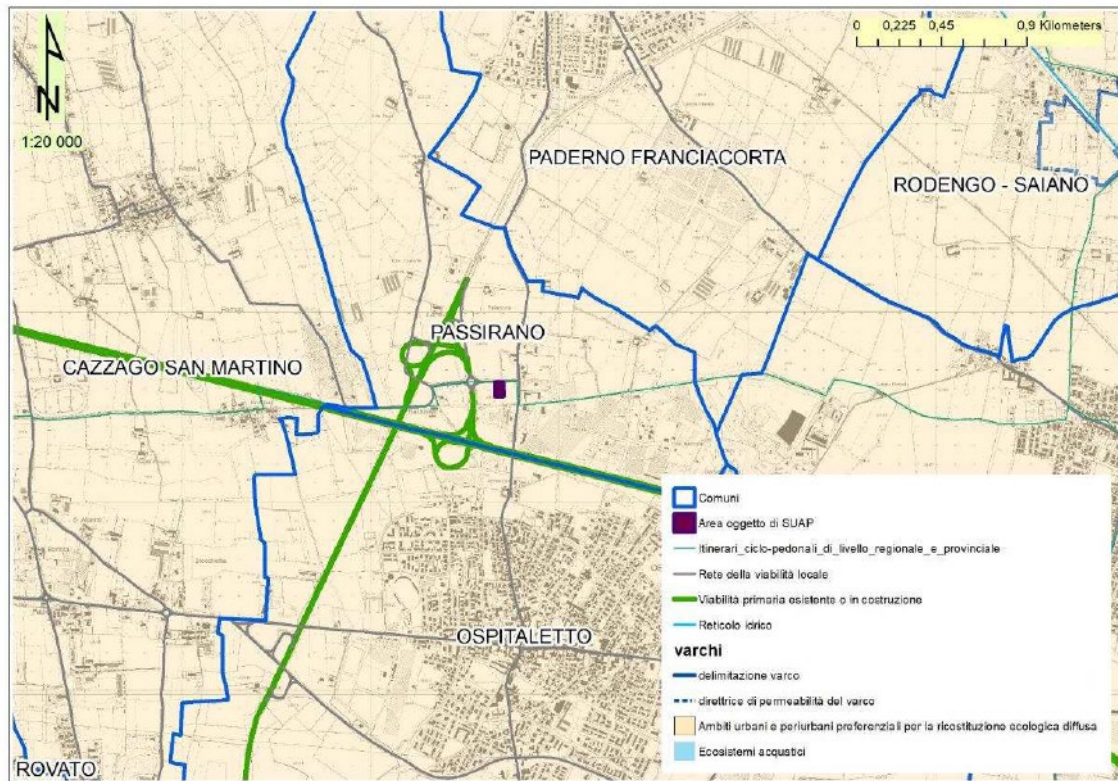 0 0,225 0,45 0,9 Kilometers
N
1:20 000
PADERNO FRANCIACORTA
RODENGO - SAIANO
PASSIRANO
CAZZAGO SAN MARTINO
OSPITALETTO
ROVATO
Comuni
Area oggetto di SUAP
Itinerari_ciclo-pedonali_di_livello_regionale_e_provinciale
Rete della viabilità locale
Viabilità primaria esistente o in costruzione
Reticolo idrico
varchi
delimitazione varco
direttrice di permeabilità del varco
Ambiti urbani e periurbani preferenziali per la ricostituzione ecologica diffusa
Ecosistemi acquatici